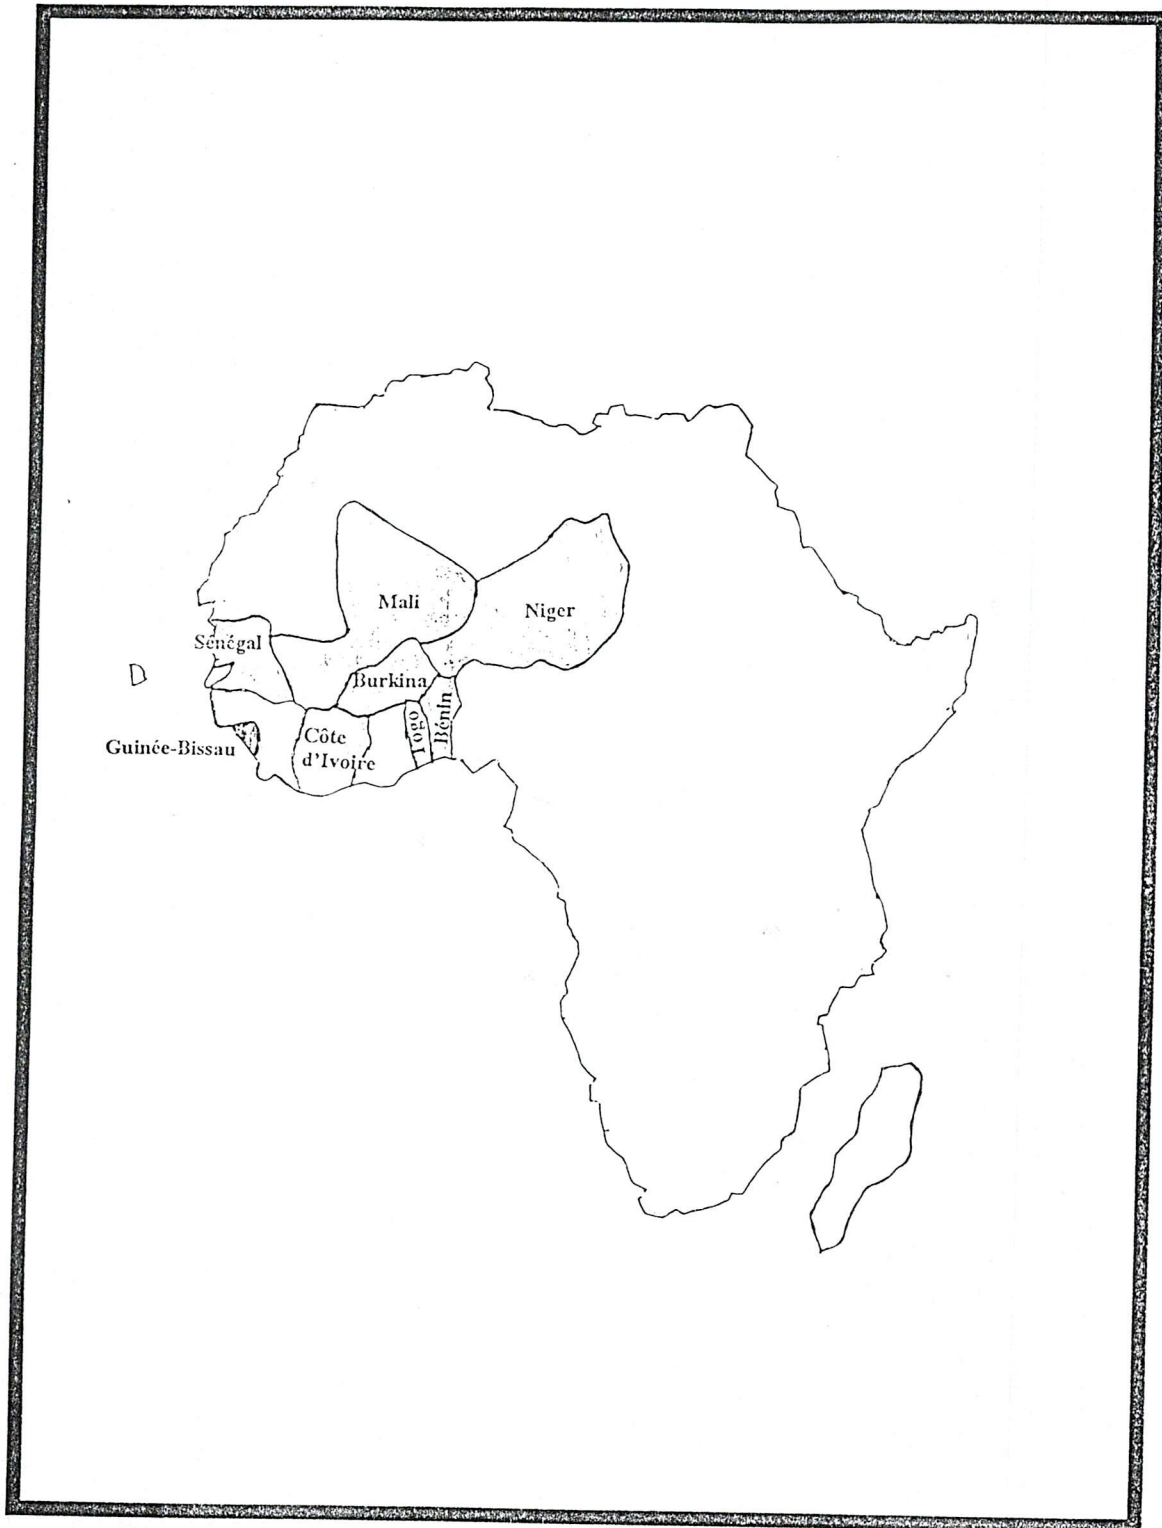 Mali
Niger
Sénégal
Burkina
Togo
Bénin
Côte
d'Ivoire
Guinée-Bissau